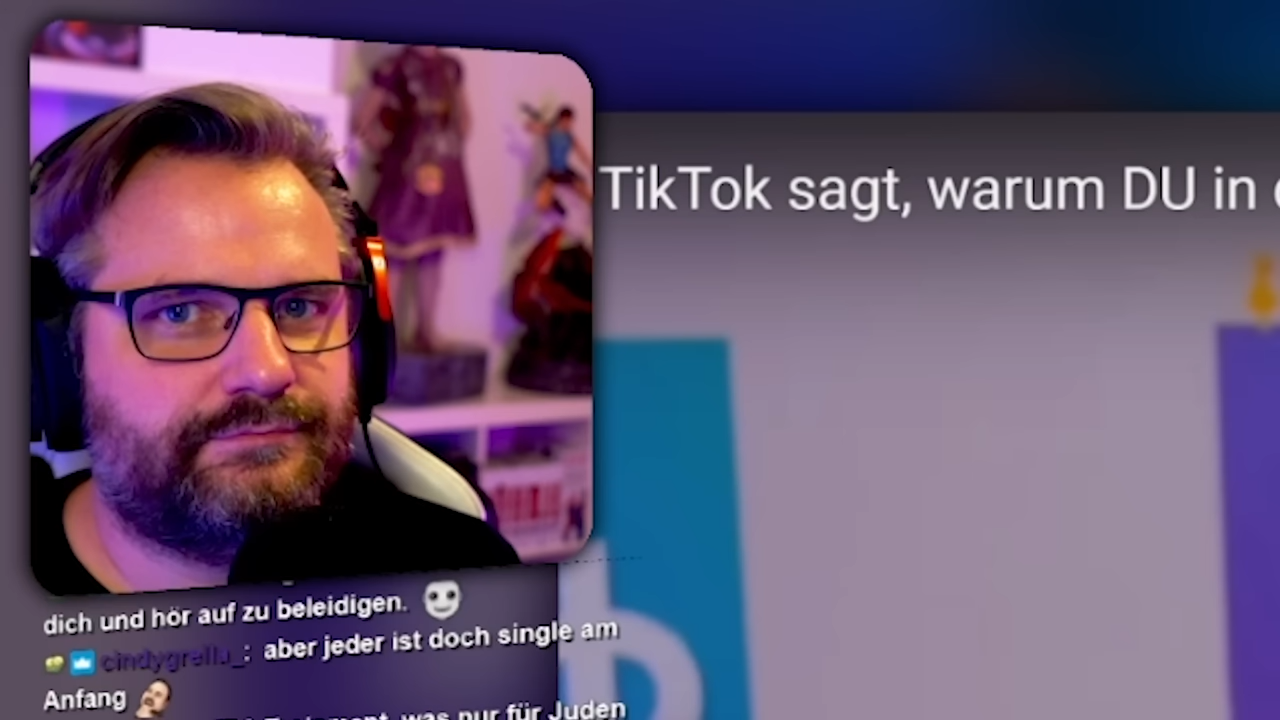 TikTok sagt, warum DU in
dich und hör auf zu beleidigen.
aber jeder ist doch single am
Anfang
was nur für Juden